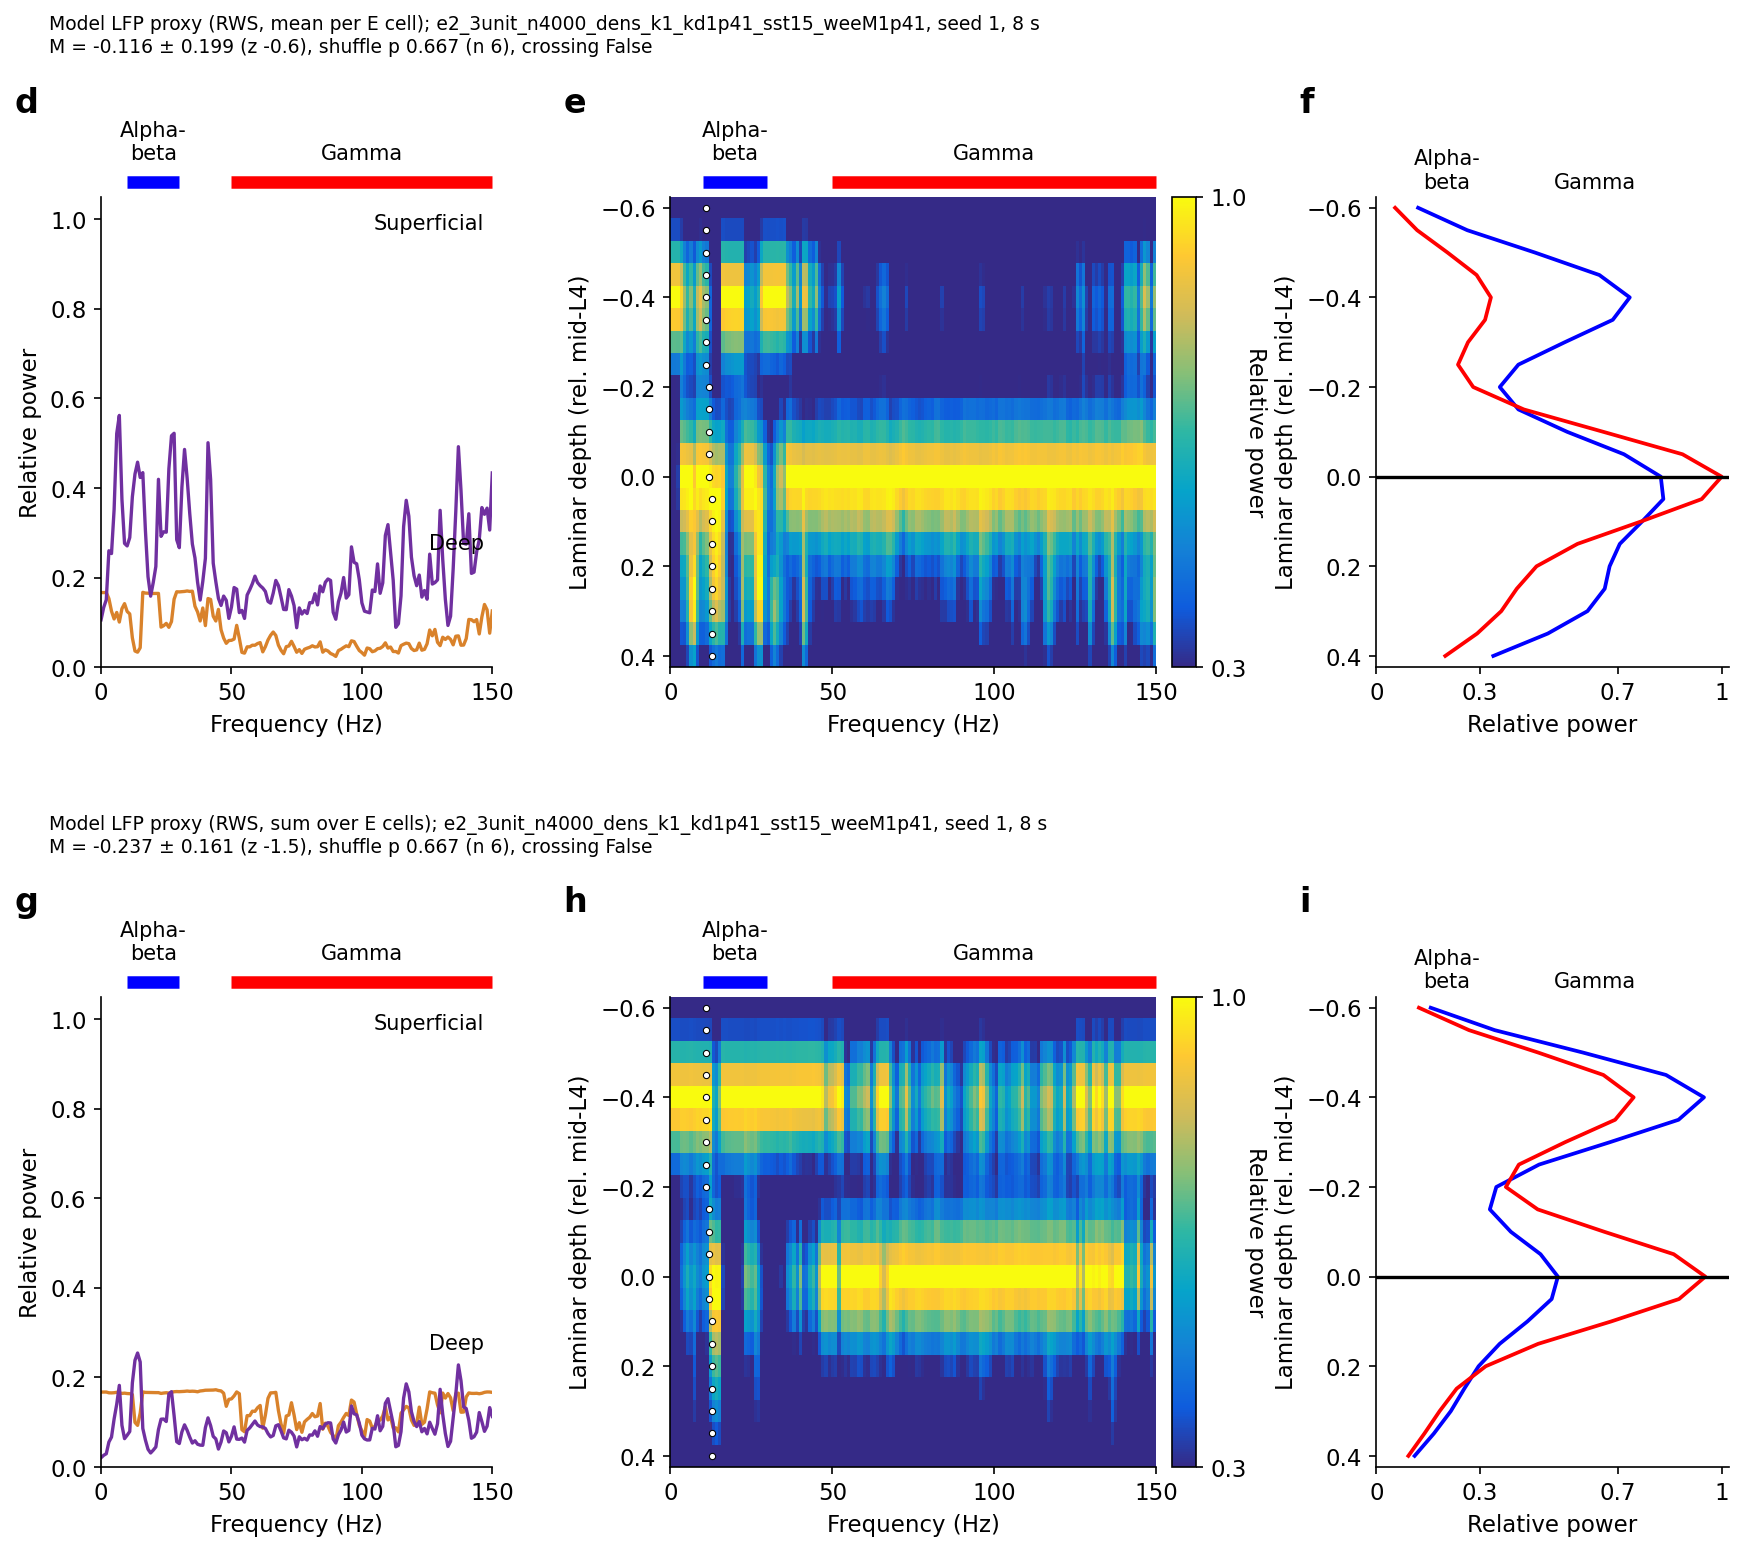 Model LFP proxy (RWS, mean per E cell); e2_3unit_n4000_dens_k1_kd1p41_sst15_weeM1p41, seed 1, 8 s
M = -0.116 ± 0.199 (z -0.6), shuffle p 0.667 (n 6), crossing False
d
Alpha-
beta
Gamma
Superficial
Deep
1.0
0.8
0.6
0.4
0.2
0.0
Relative power
0 50 100 150
Frequency (Hz)
e
Alpha-
beta
Gamma
−0.6
−0.4
−0.2
0.0
0.2
0.4
Laminar depth (rel. mid-L4)
0 50 100 150
Frequency (Hz)
1.0
0.3
Relative power
f
Alpha-
beta
Gamma
−0.6
−0.4
−0.2
0.0
0.2
0.4
Laminar depth (rel. mid-L4)
0 0.3 0.7 1
Relative power
Model LFP proxy (RWS, sum over E cells); e2_3unit_n4000_dens_k1_kd1p41_sst15_weeM1p41, seed 1, 8 s
M = -0.237 ± 0.161 (z -1.5), shuffle p 0.667 (n 6), crossing False
g
Alpha-
beta
Gamma
Superficial
Deep
1.0
0.8
0.6
0.4
0.2
0.0
Relative power
0 50 100 150
Frequency (Hz)
h
Alpha-
beta
Gamma
−0.6
−0.4
−0.2
0.0
0.2
0.4
Laminar depth (rel. mid-L4)
0 50 100 150
Frequency (Hz)
1.0
0.3
Relative power
i
Alpha-
beta
Gamma
−0.6
−0.4
−0.2
0.0
0.2
0.4
Laminar depth (rel. mid-L4)
0 0.3 0.7 1
Relative power